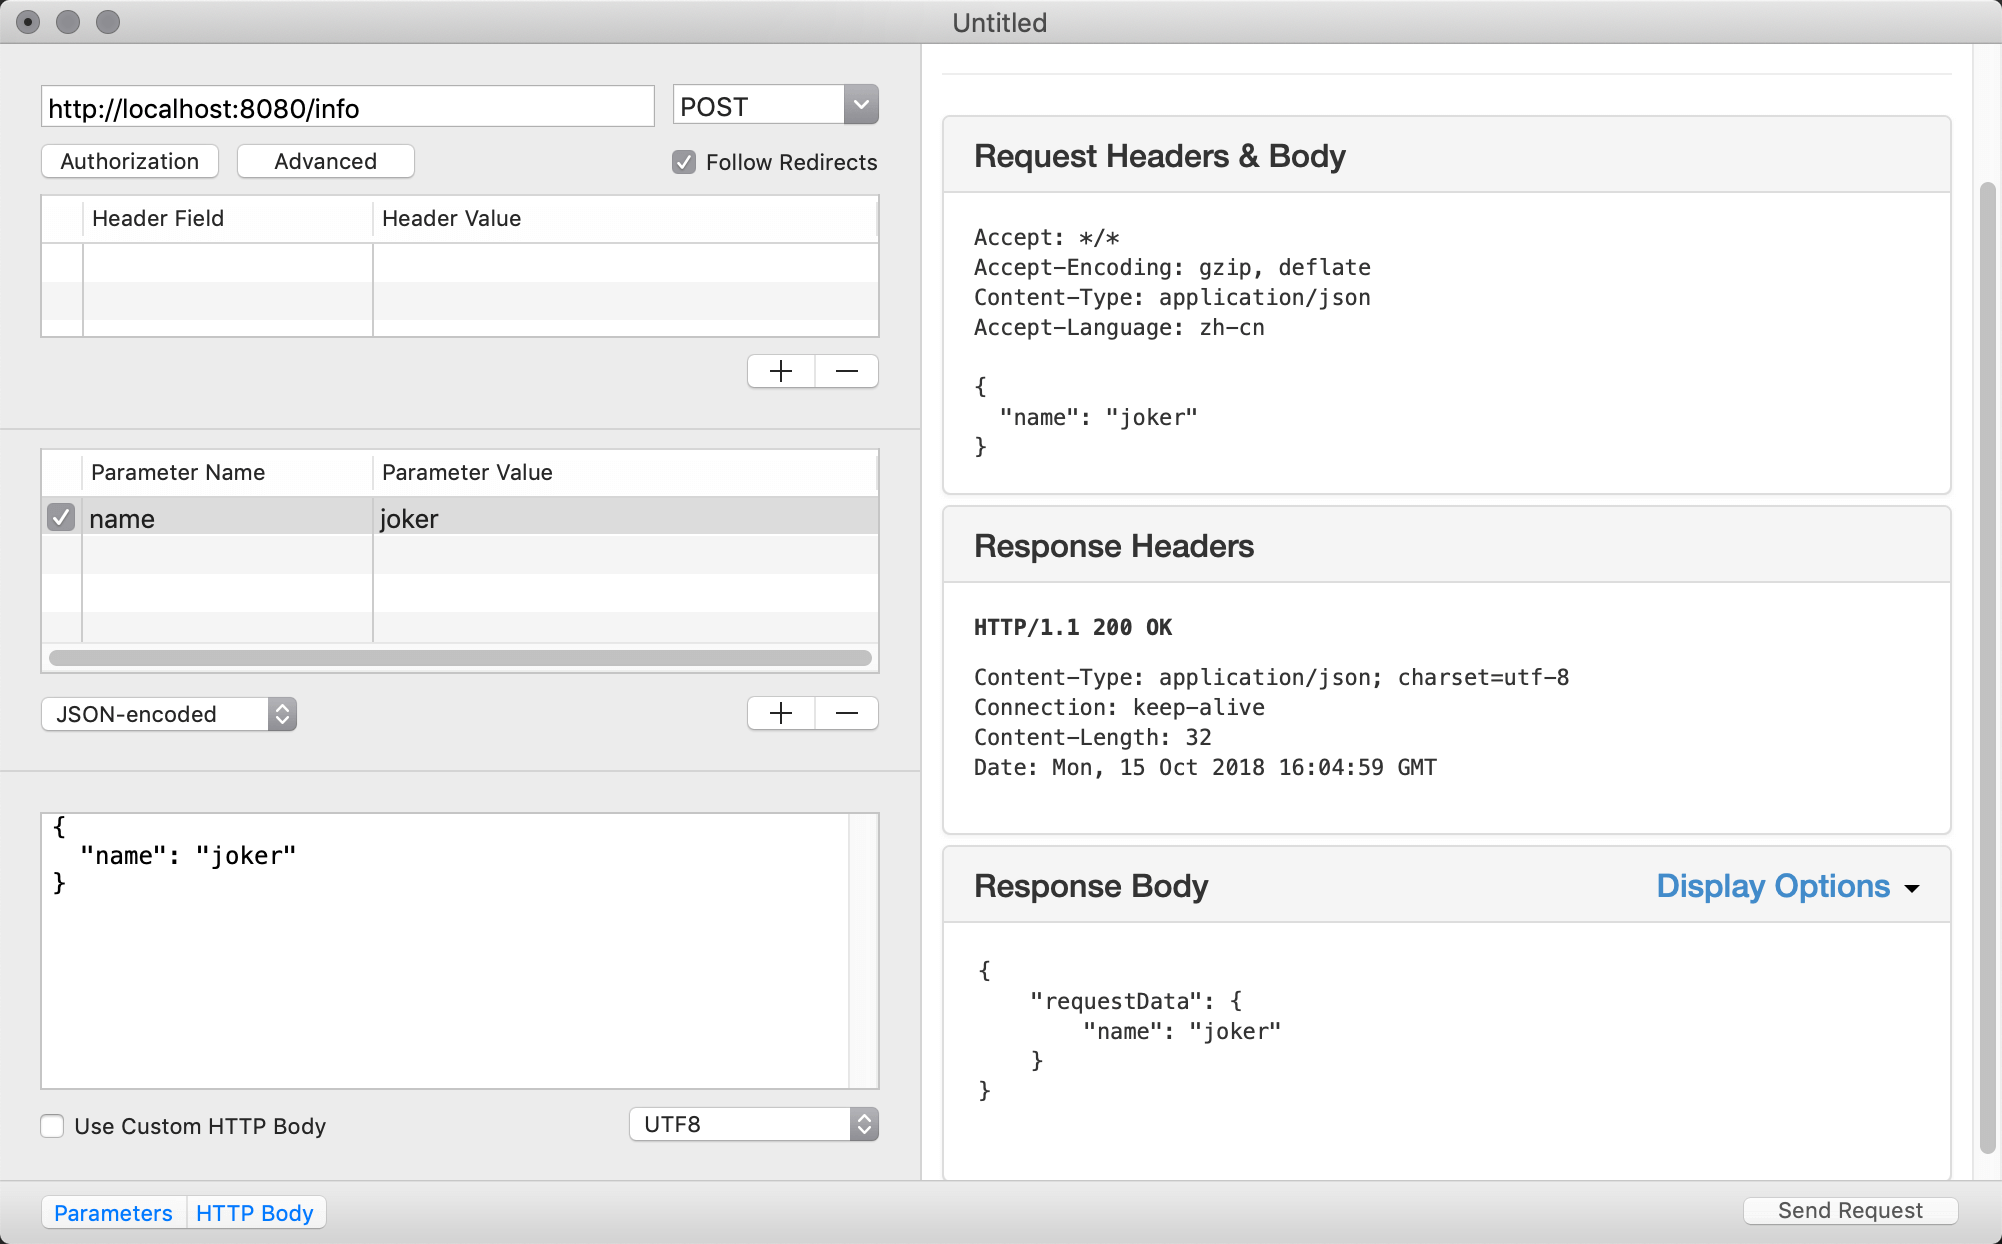 Untitled
http://localhost:8080/info
POST
Authorization
Advanced
Follow Redirects
Header Field
Header Value
Parameter Name
Parameter Value
name
joker
JSON-encoded
{
  "name": "joker"
}
Use Custom HTTP Body
UTF8
Parameters
HTTP Body
Request Headers & Body
Accept: */*
Accept-Encoding: gzip, deflate
Content-Type: application/json
Accept-Language: zh-cn
{
  "name": "joker"
}
Response Headers
HTTP/1.1 200 OK
Content-Type: application/json; charset=utf-8
Connection: keep-alive
Content-Length: 32
Date: Mon, 15 Oct 2018 16:04:59 GMT
Response Body
Display Options
{
    "requestData": {
        "name": "joker"
    }
}
Send Request